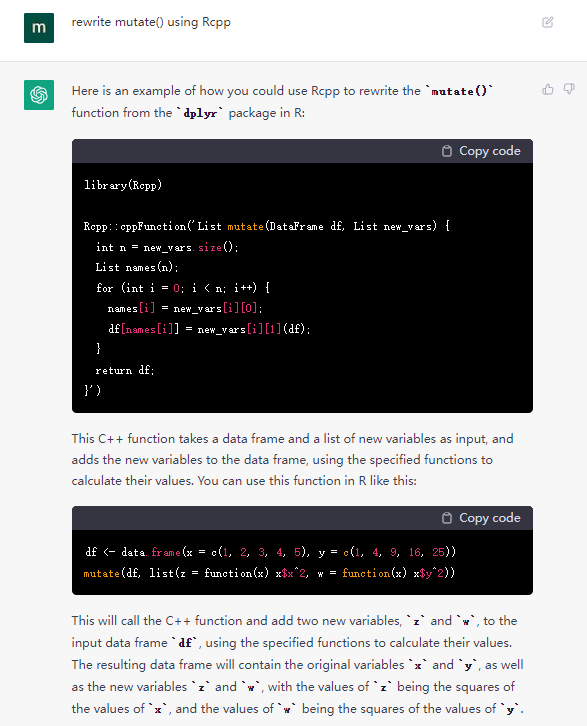 m
rewrite mutate() using Rcpp
Here is an example of how you could use Rcpp to rewrite the `mutate()`
function from the `dplyr` package in R:
Copy code
library(Rcpp)
Rcpp::cppFunction('List mutate(DataFrame df, List new_vars) {
  int n = new_vars.size();
  List names(n);
  for (int i = 0; i < n; i++) {
    names[i] = new_vars[i][0];
    df[names[i]] = new_vars[i][1](df);
  }
  return df;
}')
This C++ function takes a data frame and a list of new variables as input, and
adds the new variables to the data frame, using the specified functions to
calculate their values. You can use this function in R like this:
Copy code
df <- data.frame(x = c(1, 2, 3, 4, 5), y = c(1, 4, 9, 16, 25))
mutate(df, list(z = function(x) x$x^2, w = function(x) x$y^2))
This will call the C++ function and add two new variables, `z` and `w`, to the
input data frame `df`, using the specified functions to calculate their values.
The resulting data frame will contain the original variables `x` and `y`, as well
as the new variables `z` and `w`, with the values of `z` being the squares of
the values of `x`, and the values of `w` being the squares of the values of `y`.